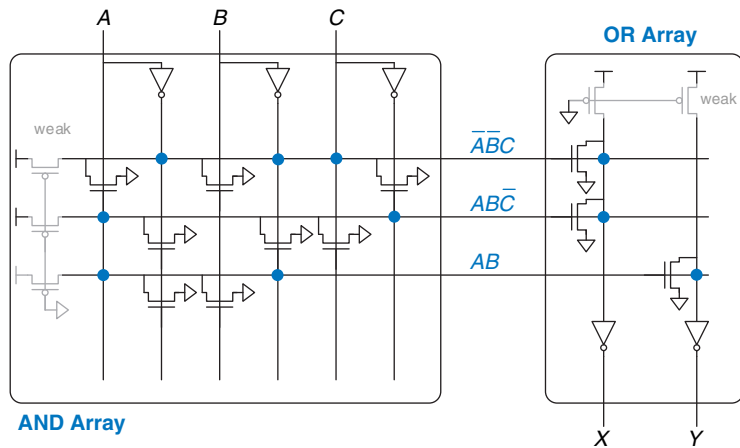 A B C
OR Array
weak
weak
A̅B̅C
ABC̅
AB
AND Array
X Y